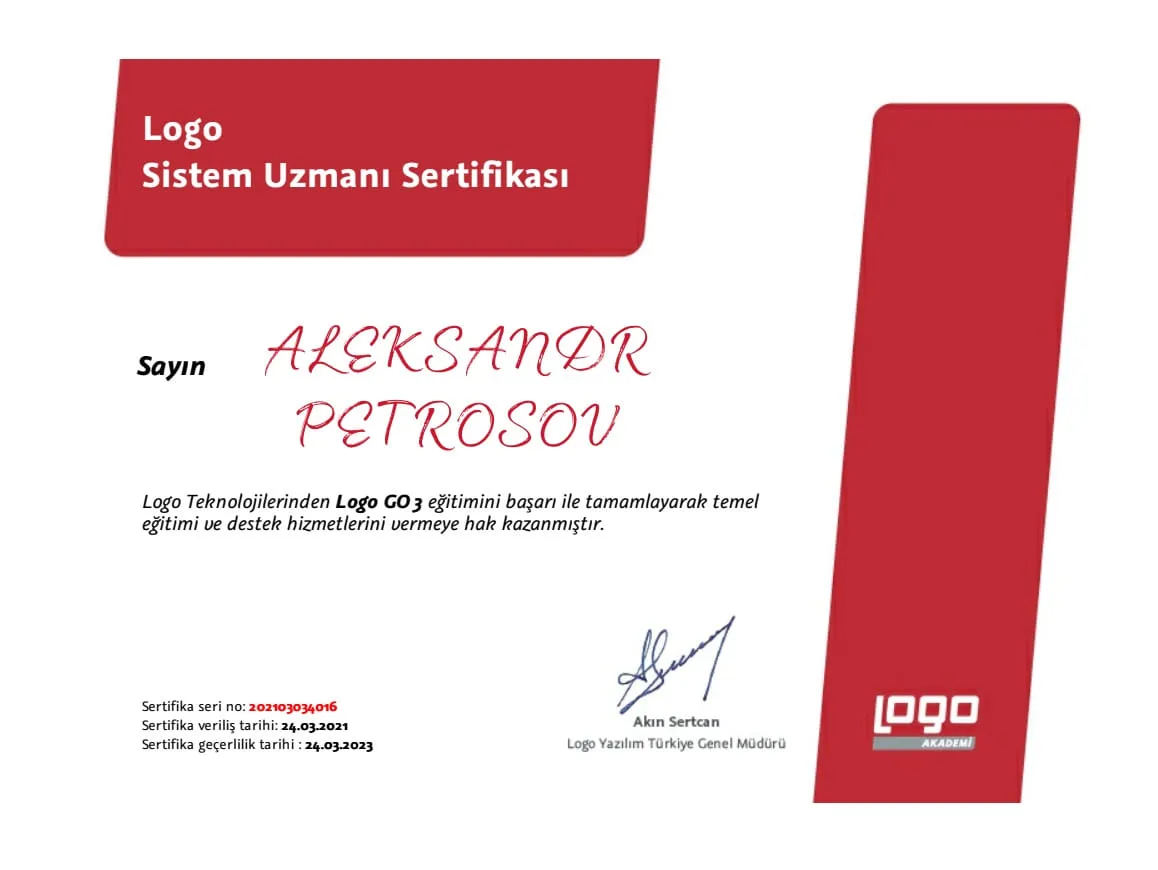 Logo
Sistem Uzmanı Sertifikası
Sayın ALEKSANDR
PETROSOV
Logo Teknolojilerinden Logo GO 3 eğitimini başarı ile tamamlayarak temel
eğitimi ve destek hizmetlerini vermeye hak kazanmıştır.
Sertifika seri no: 202103034016
Sertifika veriliş tarihi: 24.03.2021
Sertifika geçerlilik tarihi : 24.03.2023
Akın Sertcan
Logo Yazılım Türkiye Genel Müdürü
LOGO
AKADEMİ